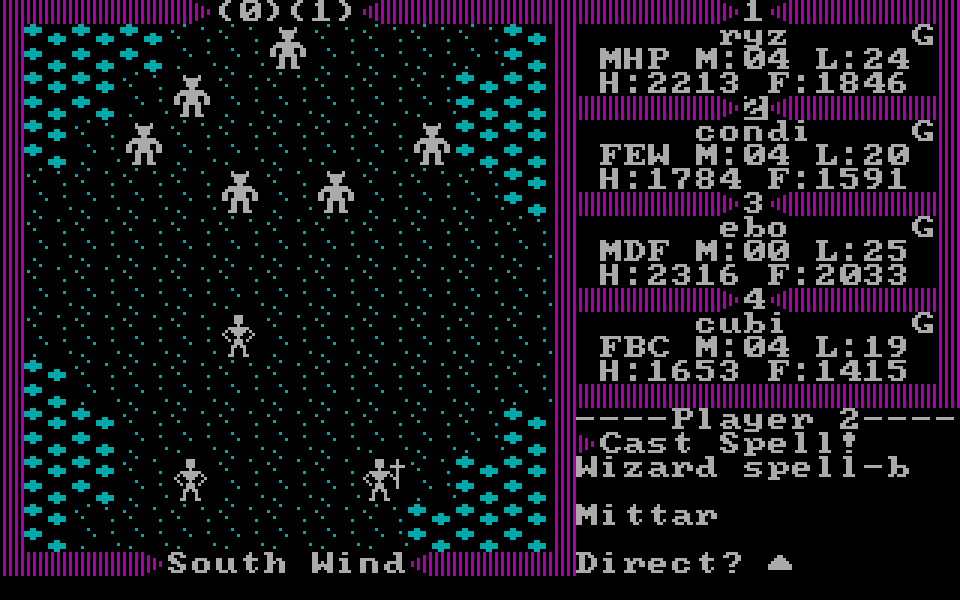 (0)(1)
1
ryz G
MHP M:04 L:24
H:2213 F:1846
condi G
FEW M:04 L:20
H:1784 F:1591
3
ebo G
MDF M:00 L:25
H:2316 F:2033
4
cubi G
FBC M:04 L:19
H:1653 F:1415
----Player 2----
Cast Spell!
Wizard spell-b
Mittar
Direct?
South Wind